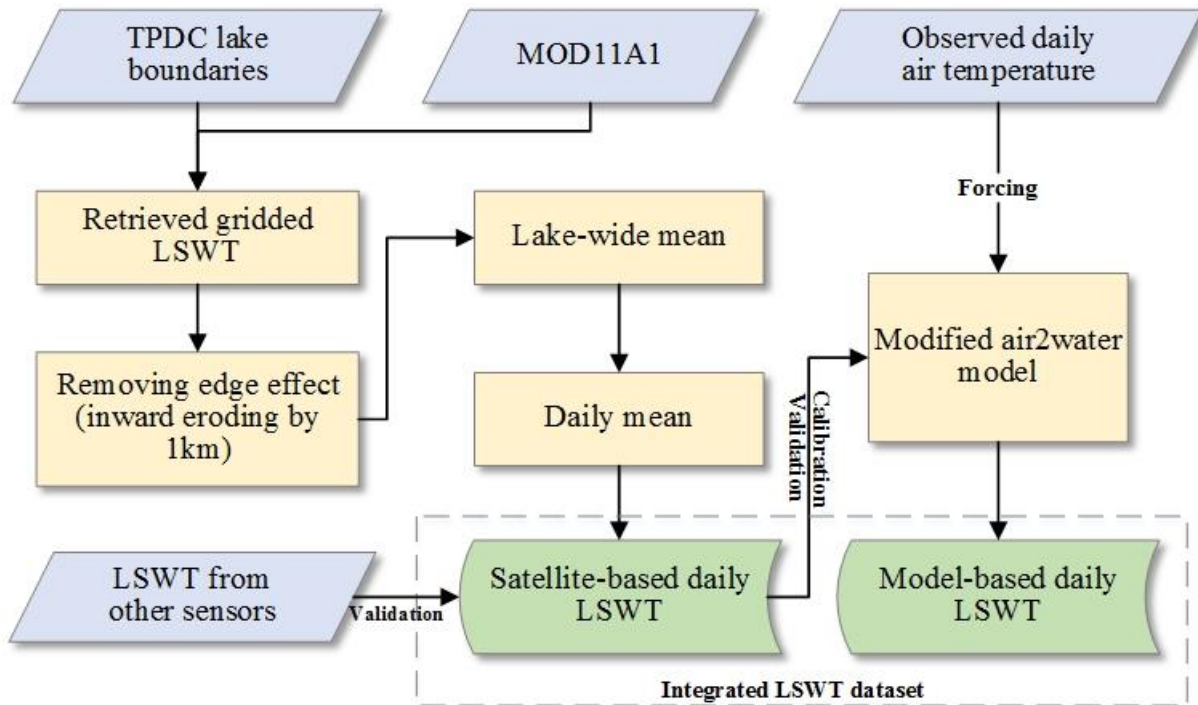 TPDC lake
boundaries
MOD11A1
Observed daily
air temperature
Forcing
Retrieved gridded
LSWT
Lake-wide mean
Removing edge effect
(inward eroding by
1km)
Daily mean
Calibration
Validation
Modified air2water
model
LSWT from
other sensors
Validation
Satellite-based daily
LSWT
Model-based daily
LSWT
Integrated LSWT dataset